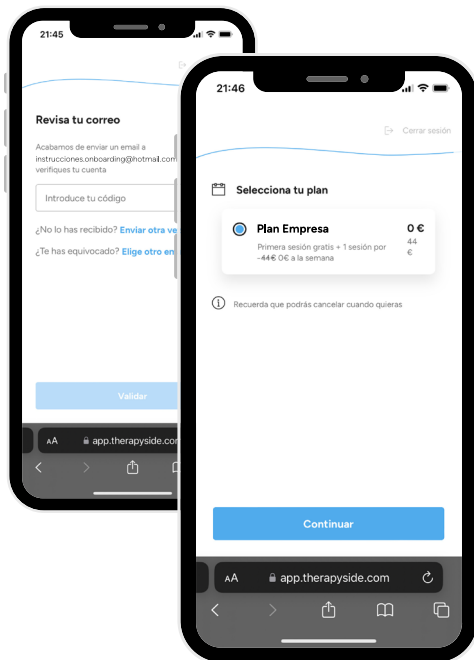 21:45
Revisa tu correo
Acabamos de enviar un email a
instrucciones.onboarding@hotmail.com
verifiques tu cuenta
Introduce tu código
¿No lo has recibido? Enviar otra ve
¿Te has equivocado? Elige otro em
Validar
AA app.therapyside.com
21:46
Cerrar sesión
Selecciona tu plan
Plan Empresa
0 €
Primera sesión gratis + 1 sesión por
-44€ 0€ a la semana
44
€
Recuerda que podrás cancelar cuando quieras
Continuar
AA app.therapyside.com